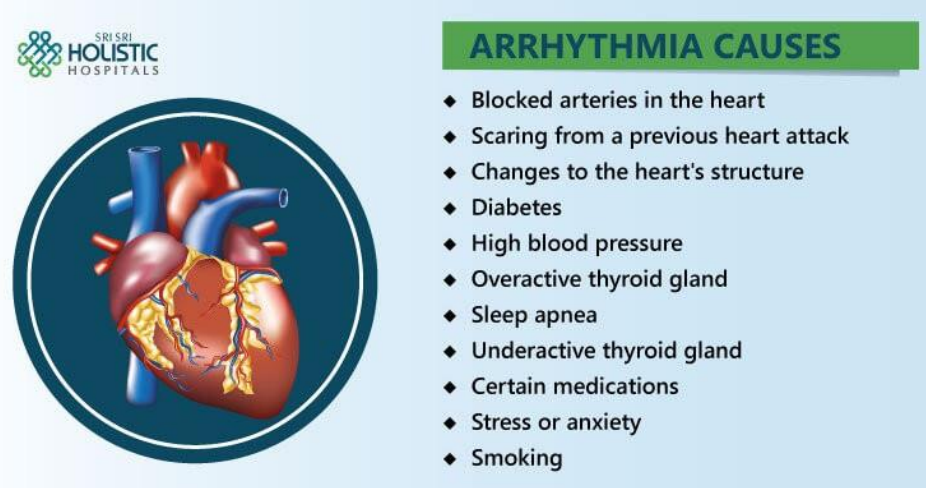 SRI SRI
HOLISTIC
HOSPITALS
ARRHYTHMIA CAUSES
Blocked arteries in the heart
Scaring from a previous heart attack
Changes to the heart's structure
Diabetes
High blood pressure
Overactive thyroid gland
Sleep apnea
Underactive thyroid gland
Certain medications
Stress or anxiety
Smoking